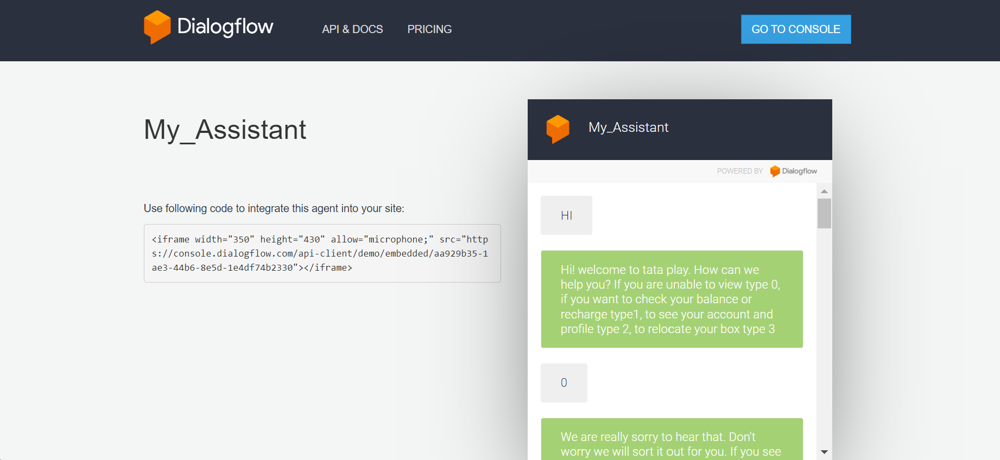 Dialogflow
API & DOCS
PRICING
GO TO CONSOLE
My_Assistant
Use following code to integrate this agent into your site:
<iframe width="350" height="430" allow="microphone;" src="http
s://console.dialogflow.com/api-client/demo/embedded/aa929b35-1
ae3-44b6-8e5d-1e4df74b2330"></iframe>
My_Assistant
POWERED BY Dialogflow
HI
Hi! welcome to tata play. How can we
help you? If you are unable to view type 0,
if you want to check your balance or
recharge type1, to see your account and
profile type 2, to relocate your box type 3
0
We are really sorry to hear that. Don't
worry we will sort it out for you. If you see